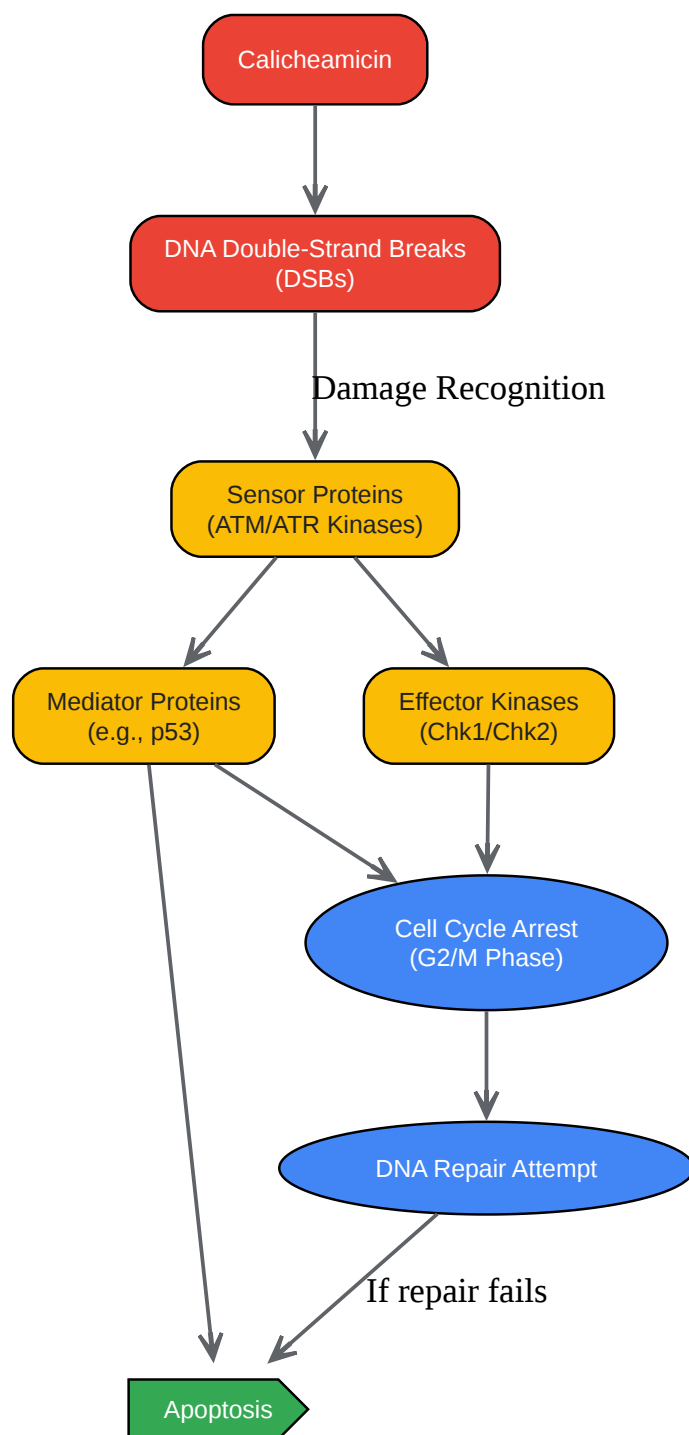 Calicheamicin
DNA Double-Strand Breaks
(DSBs)
Damage Recognition
Sensor Proteins
(ATM/ATR Kinases)
Mediator Proteins
(e.g., p53)
Effector Kinases
(Chk1/Chk2)
Cell Cycle Arrest
(G2/M Phase)
DNA Repair Attempt
If repair fails
Apoptosis